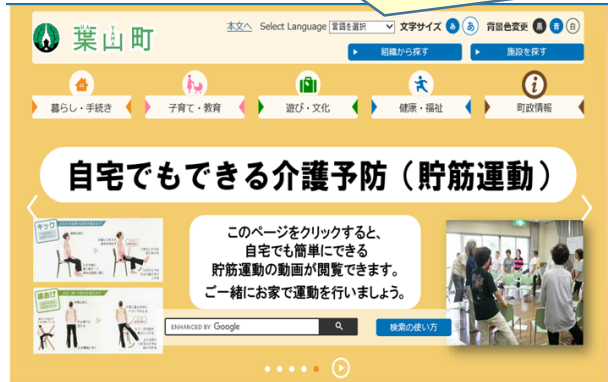 葉山町
本文へ Select Language 言語を選択 文字サイズ あ あ 背景色変更 黒 青 白
組織から探す 施設を探す
暮らし・手続き 子育て・教育 遊び・文化 健康・福祉 町政情報
自宅でもできる介護予防（貯筋運動）
キック
このページをクリックすると、
自宅でも簡単にできる
貯筋運動の動画が閲覧できます。
ご一緒にお家で運動を行いましょう。
ENHANCED BY Google 検索の使い方